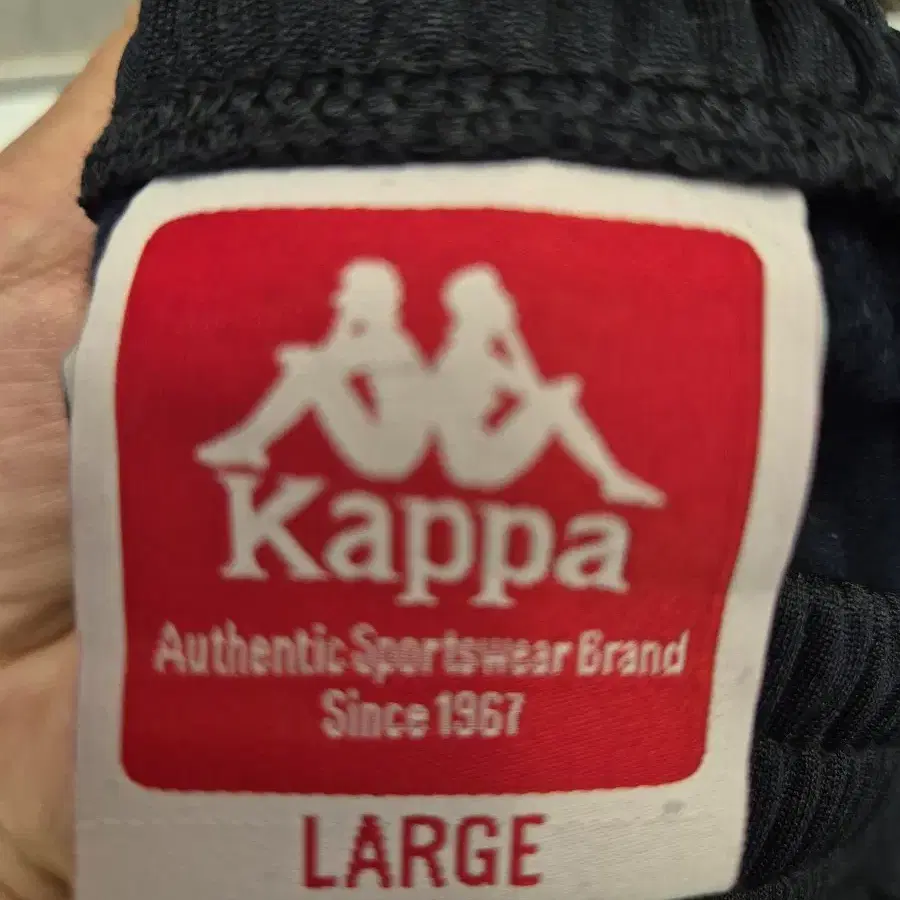 Kappa
Authentic Sportswear Brand
Since 1967
LARGE